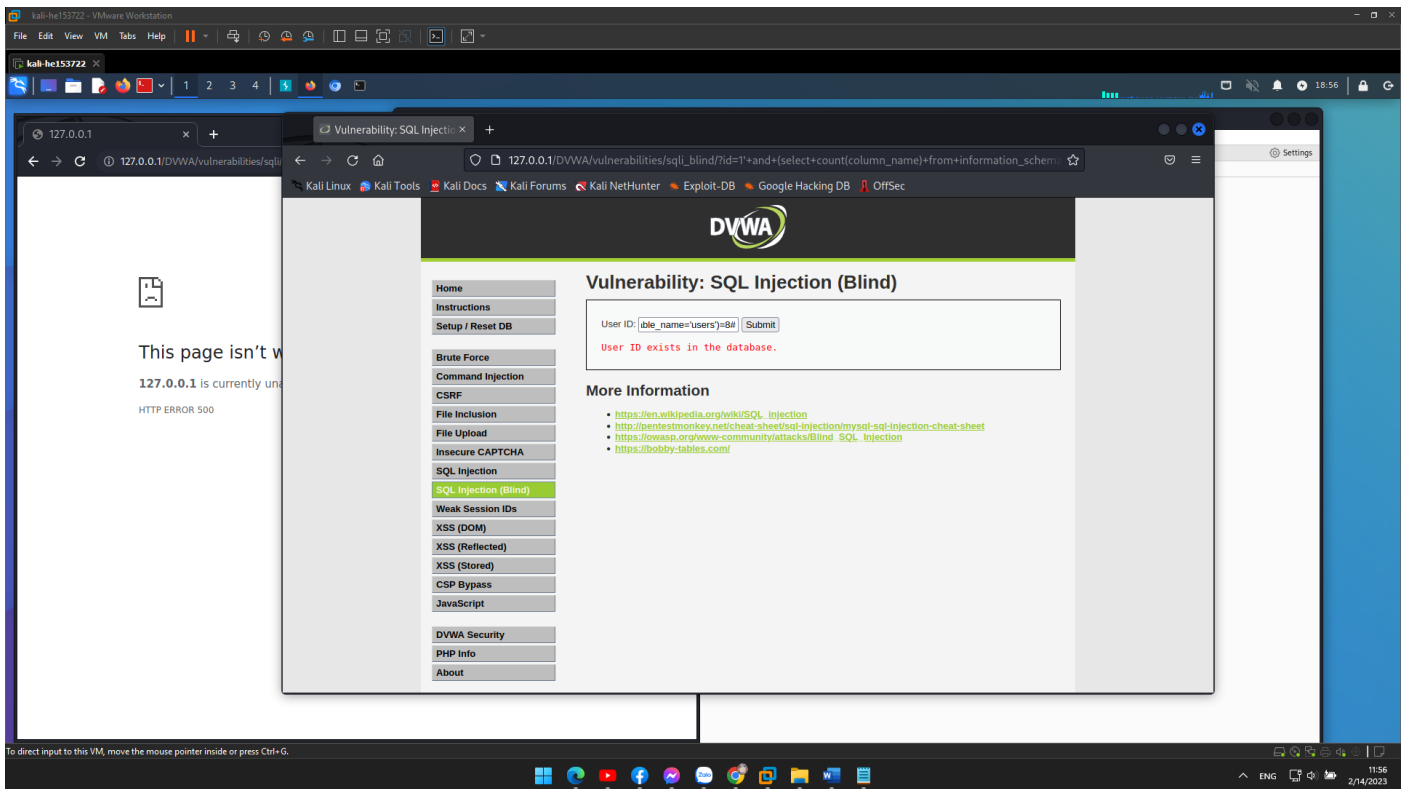 kali-he153722 - VMware Workstation
File Edit View VM Tabs Help
kali-he153722
1 2 3 4
18:56
127.0.0.1
127.0.0.1/DVWA/vulnerabilities/sqli
This page isn't w
127.0.0.1 is currently una
HTTP ERROR 500
Settings
Vulnerability: SQL Injectio
127.0.0.1/DVWA/vulnerabilities/sqli_blind/?id=1'+and+(select+count(column_name)+from+information_schema
Kali Linux Kali Tools Kali Docs Kali Forums Kali NetHunter Exploit-DB Google Hacking DB OffSec
DVWA
Home
Instructions
Setup / Reset DB
Brute Force
Command Injection
CSRF
File Inclusion
File Upload
Insecure CAPTCHA
SQL Injection
SQL Injection (Blind)
Weak Session IDs
XSS (DOM)
XSS (Reflected)
XSS (Stored)
CSP Bypass
JavaScript
DVWA Security
PHP Info
About
Vulnerability: SQL Injection (Blind)
User ID: able_name='users')=8# Submit
User ID exists in the database.
More Information
https://en.wikipedia.org/wiki/SQL_injection
http://pentestmonkey.net/cheat-sheet/sql-injection/mysql-sql-injection-cheat-sheet
https://owasp.org/www-community/attacks/Blind_SQL_Injection
https://bobby-tables.com/
To direct input to this VM, move the mouse pointer inside or press Ctrl+G.
Zalo
ENG
11:56
2/14/2023